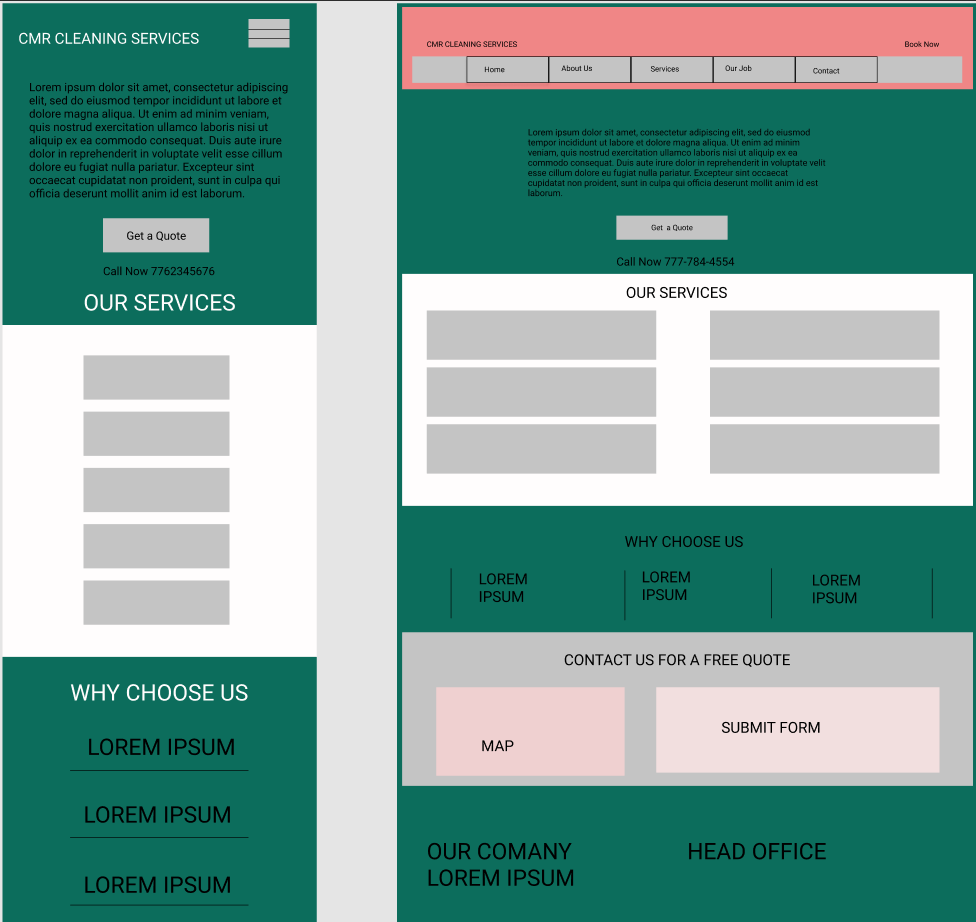 CMR CLEANING SERVICES
Lorem ipsum dolor sit amet, consectetur adipiscing
elit, sed do eiusmod tempor incididunt ut labore et
dolore magna aliqua. Ut enim ad minim veniam,
quis nostrud exercitation ullamco laboris nisi ut
aliquip ex ea commodo consequat. Duis aute irure
dolor in reprehenderit in voluptate velit esse cillum
dolore eu fugiat nulla pariatur. Excepteur sint
occaecat cupidatat non proident, sunt in culpa qui
officia deserunt mollit anim id est laborum.
Get a Quote
Call Now 7762345676
OUR SERVICES
WHY CHOOSE US
LOREM IPSUM
LOREM IPSUM
LOREM IPSUM
CMR CLEANING SERVICES
Book Now
Home
About Us
Services
Our Job
Contact
Lorem ipsum dolor sit amet, consectetur adipiscing elit, sed do eiusmod
tempor incididunt ut labore et dolore magna aliqua. Ut enim ad minim
veniam, quis nostrud exercitation ullamco laboris nisi ut aliquip ex ea
commodo consequat. Duis aute irure dolor in reprehenderit in voluptate velit
esse cillum dolore eu fugiat nulla pariatur. Excepteur sint occaecat
cupidatat non proident, sunt in culpa qui officia deserunt mollit anim id est
laborum.
Get a Quote
Call Now 777-784-4554
OUR SERVICES
WHY CHOOSE US
LOREM
IPSUM
LOREM
IPSUM
LOREM
IPSUM
CONTACT US FOR A FREE QUOTE
MAP
SUBMIT FORM
OUR COMANY
LOREM IPSUM
HEAD OFFICE